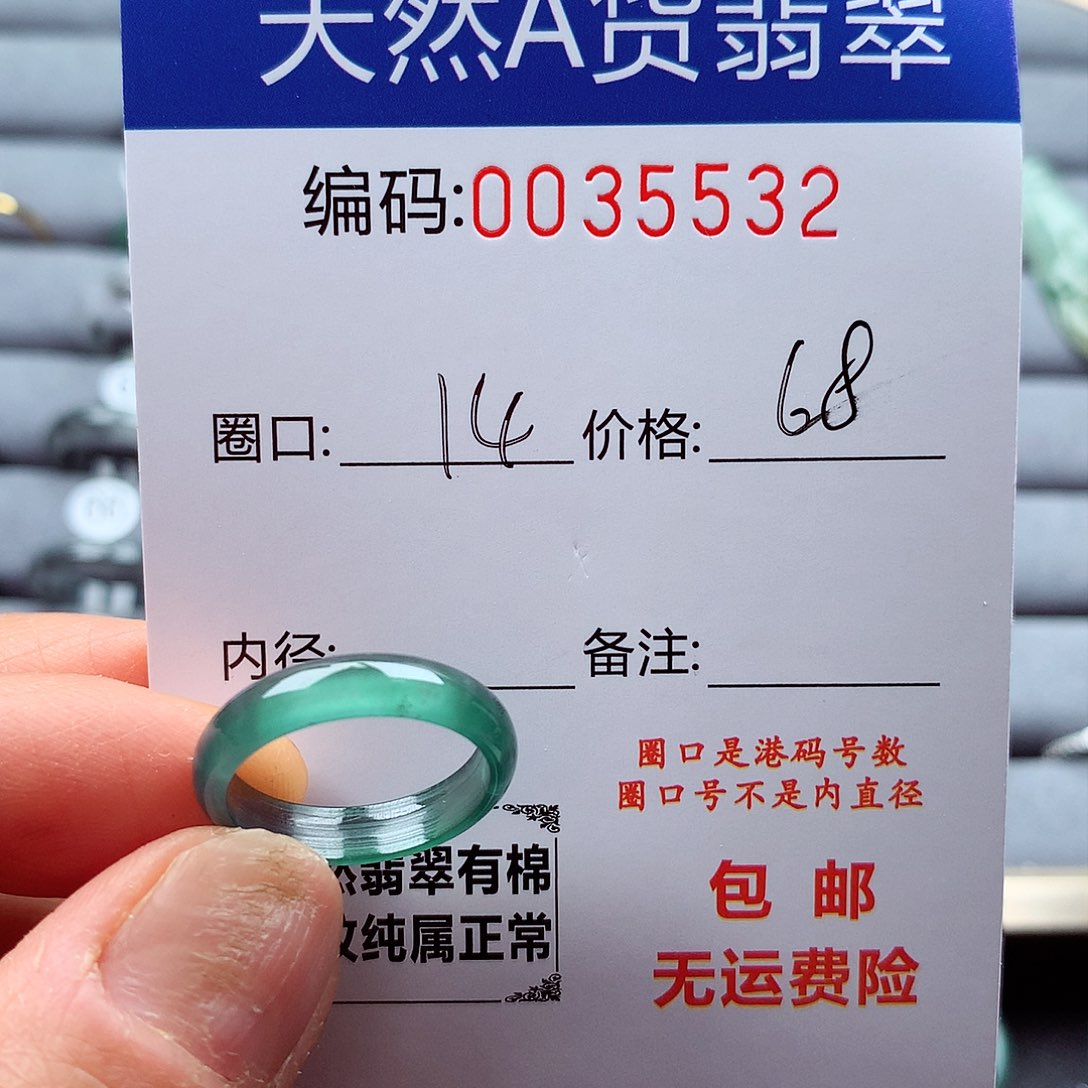 天然A货翡翠
编码:0035532
圈口: 14 价格: 68
内径: 备注:
圈口是港码号数
圈口号不是内直径
翡翠有棉
纹纯属正常
包 邮
无运费险